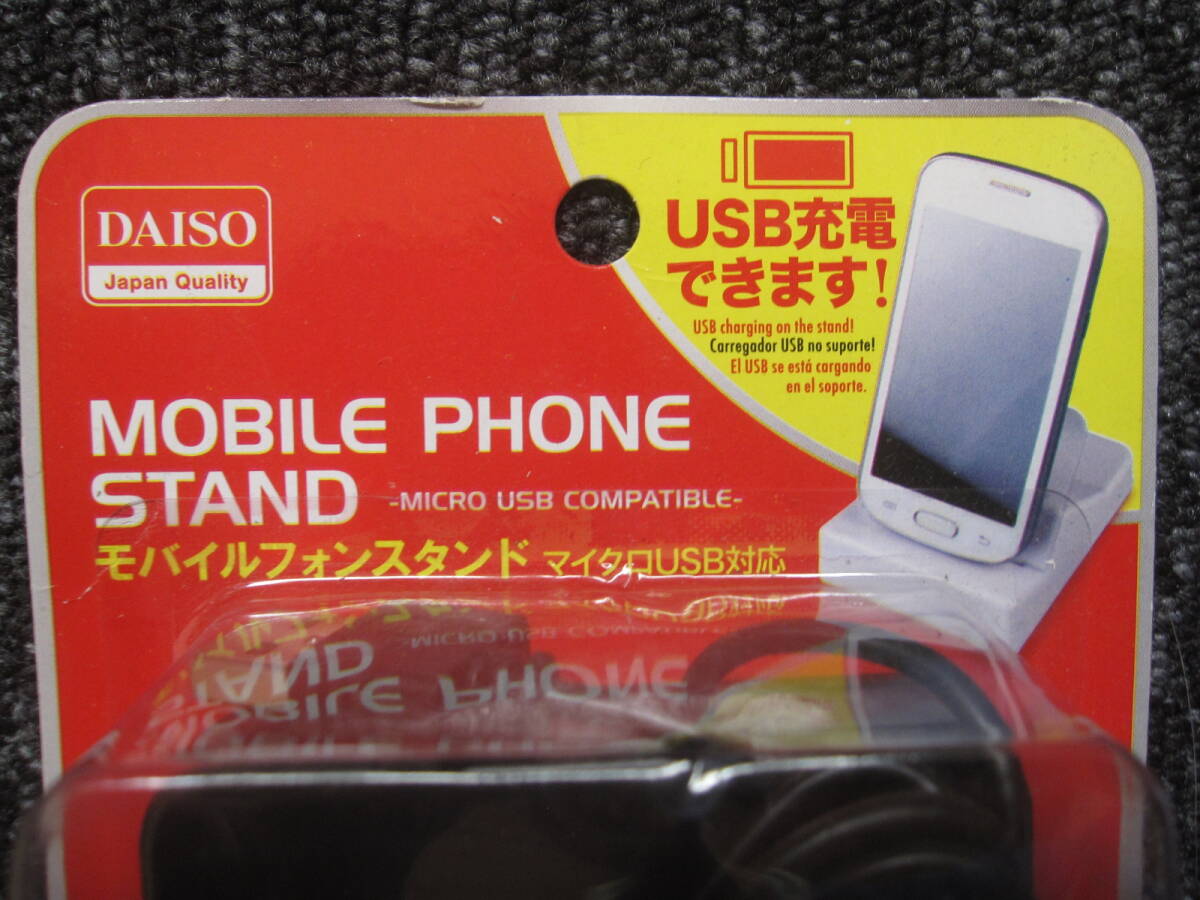 DAISO
Japan Quality
USB充電
できます!
USB charging on the stand!
Carregador USB no suporte!
El USB se está cargando
en el soporte.
MOBILE PHONE
STAND -MICRO USB COMPATIBLE-
モバイルフォンスタンド マイクロUSB対応